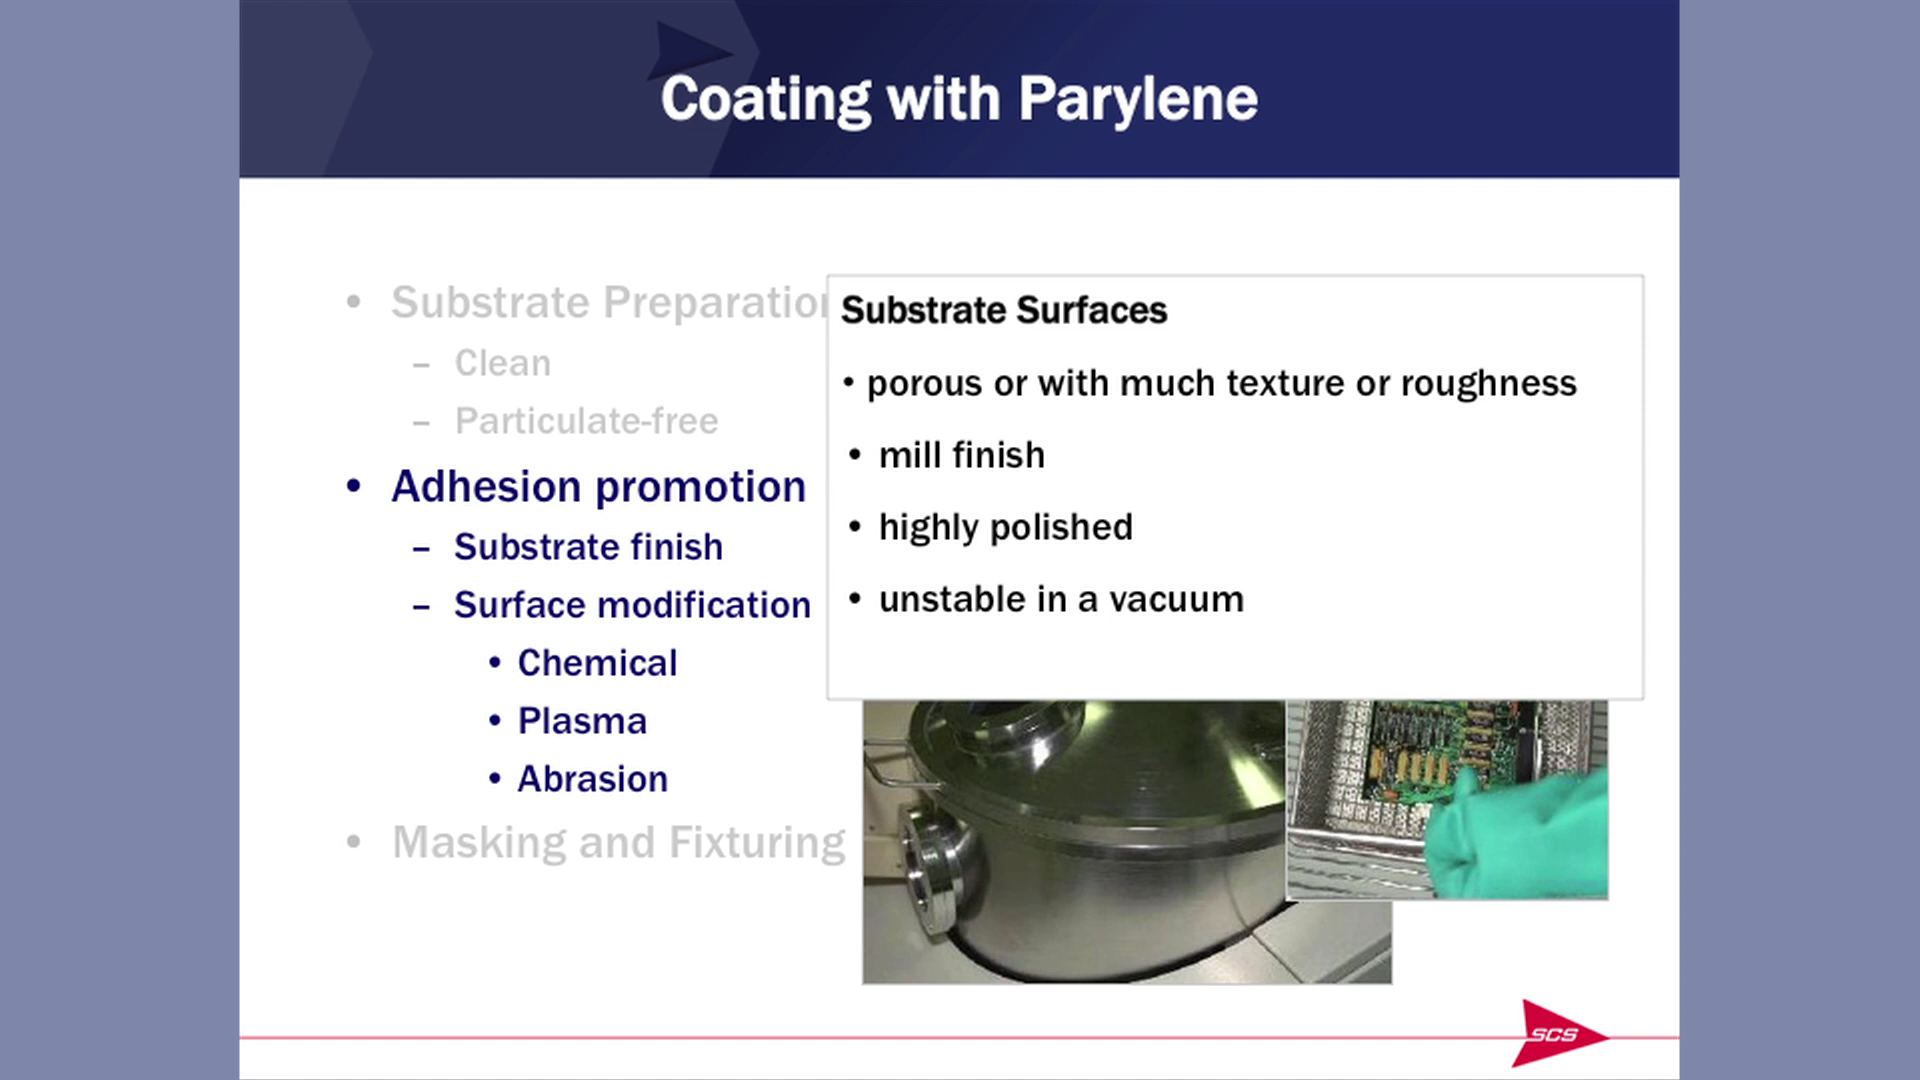 Coating with Parylene
• Substrate Preparation
– Clean
– Particulate-free
• Adhesion promotion
– Substrate finish
– Surface modification
• Chemical
• Plasma
• Abrasion
• Masking and Fixturing
Substrate Surfaces
• porous or with much texture or roughness
• mill finish
• highly polished
• unstable in a vacuum
SCS